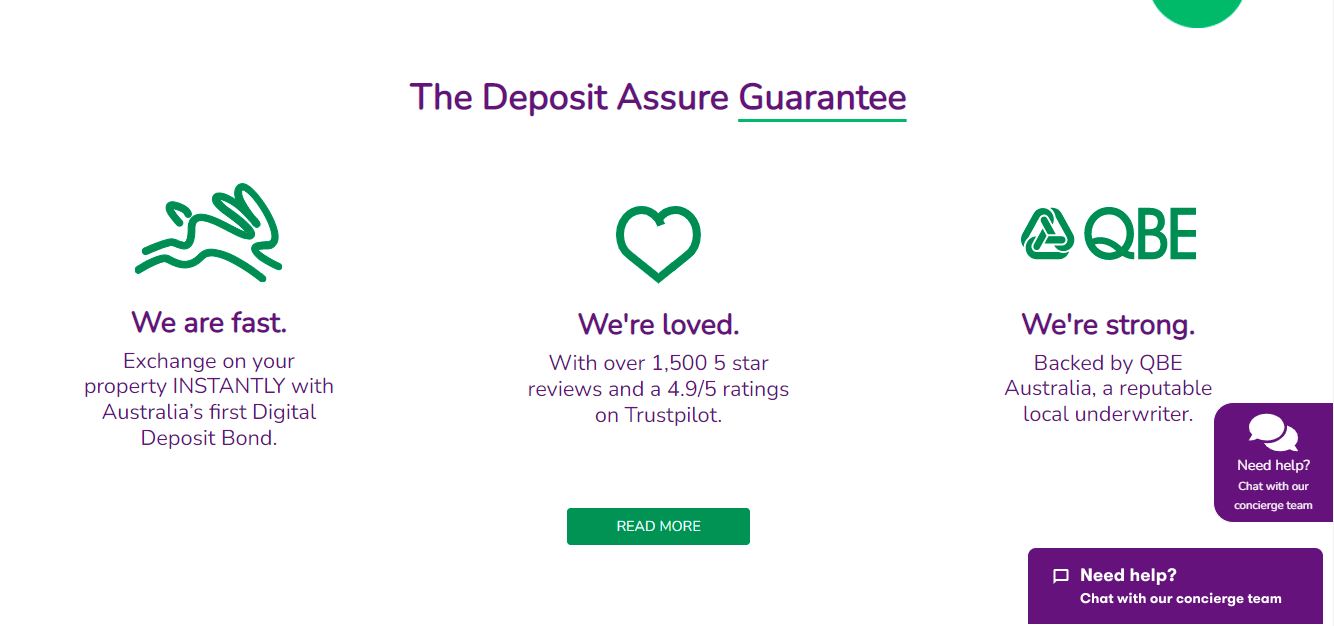 The Deposit Assure Guarantee
We are fast.
Exchange on your
property INSTANTLY with
Australia’s first Digital
Deposit Bond.
We're loved.
With over 1,500 5 star
reviews and a 4.9/5 ratings
on Trustpilot.
QBE
We're strong.
Backed by QBE
Australia, a reputable
local underwriter.
READ MORE
Need help?
Chat with our
concierge team
Need help?
Chat with our concierge team